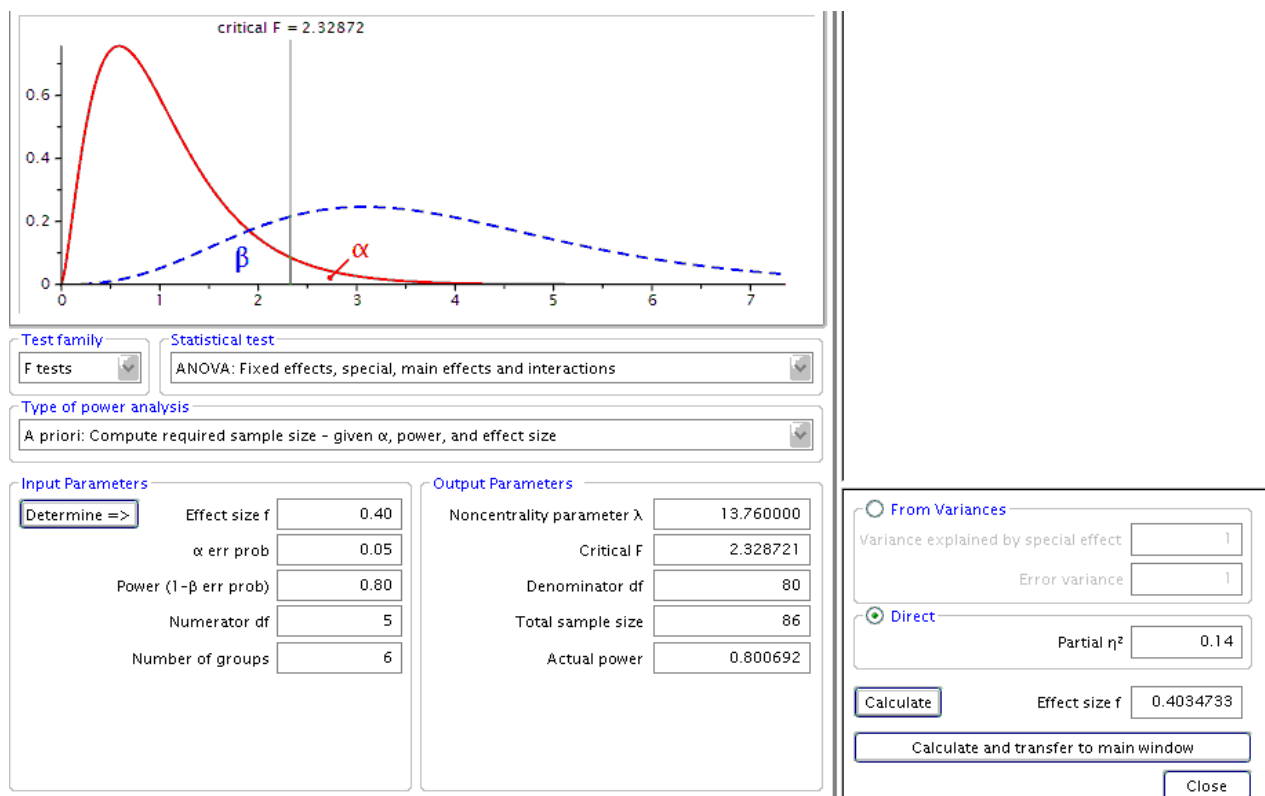 critical F = 2.32872
0.6
0.4
0.2
0
β
α
0 1 2 3 4 5 6 7
Test family
F tests
Statistical test
ANOVA: Fixed effects, special, main effects and interactions
Type of power analysis
A priori: Compute required sample size - given α, power, and effect size
Input Parameters
Determine =>
Effect size f 0.40
α err prob 0.05
Power (1-β err prob) 0.80
Numerator df 5
Number of groups 6
Output Parameters
Noncentrality parameter λ 13.760000
Critical F 2.328721
Denominator df 80
Total sample size 86
Actual power 0.800692
From Variances
Variance explained by special effect 1
Error variance 1
Direct
Partial η² 0.14
Calculate
Effect size f 0.4034733
Calculate and transfer to main window
Close